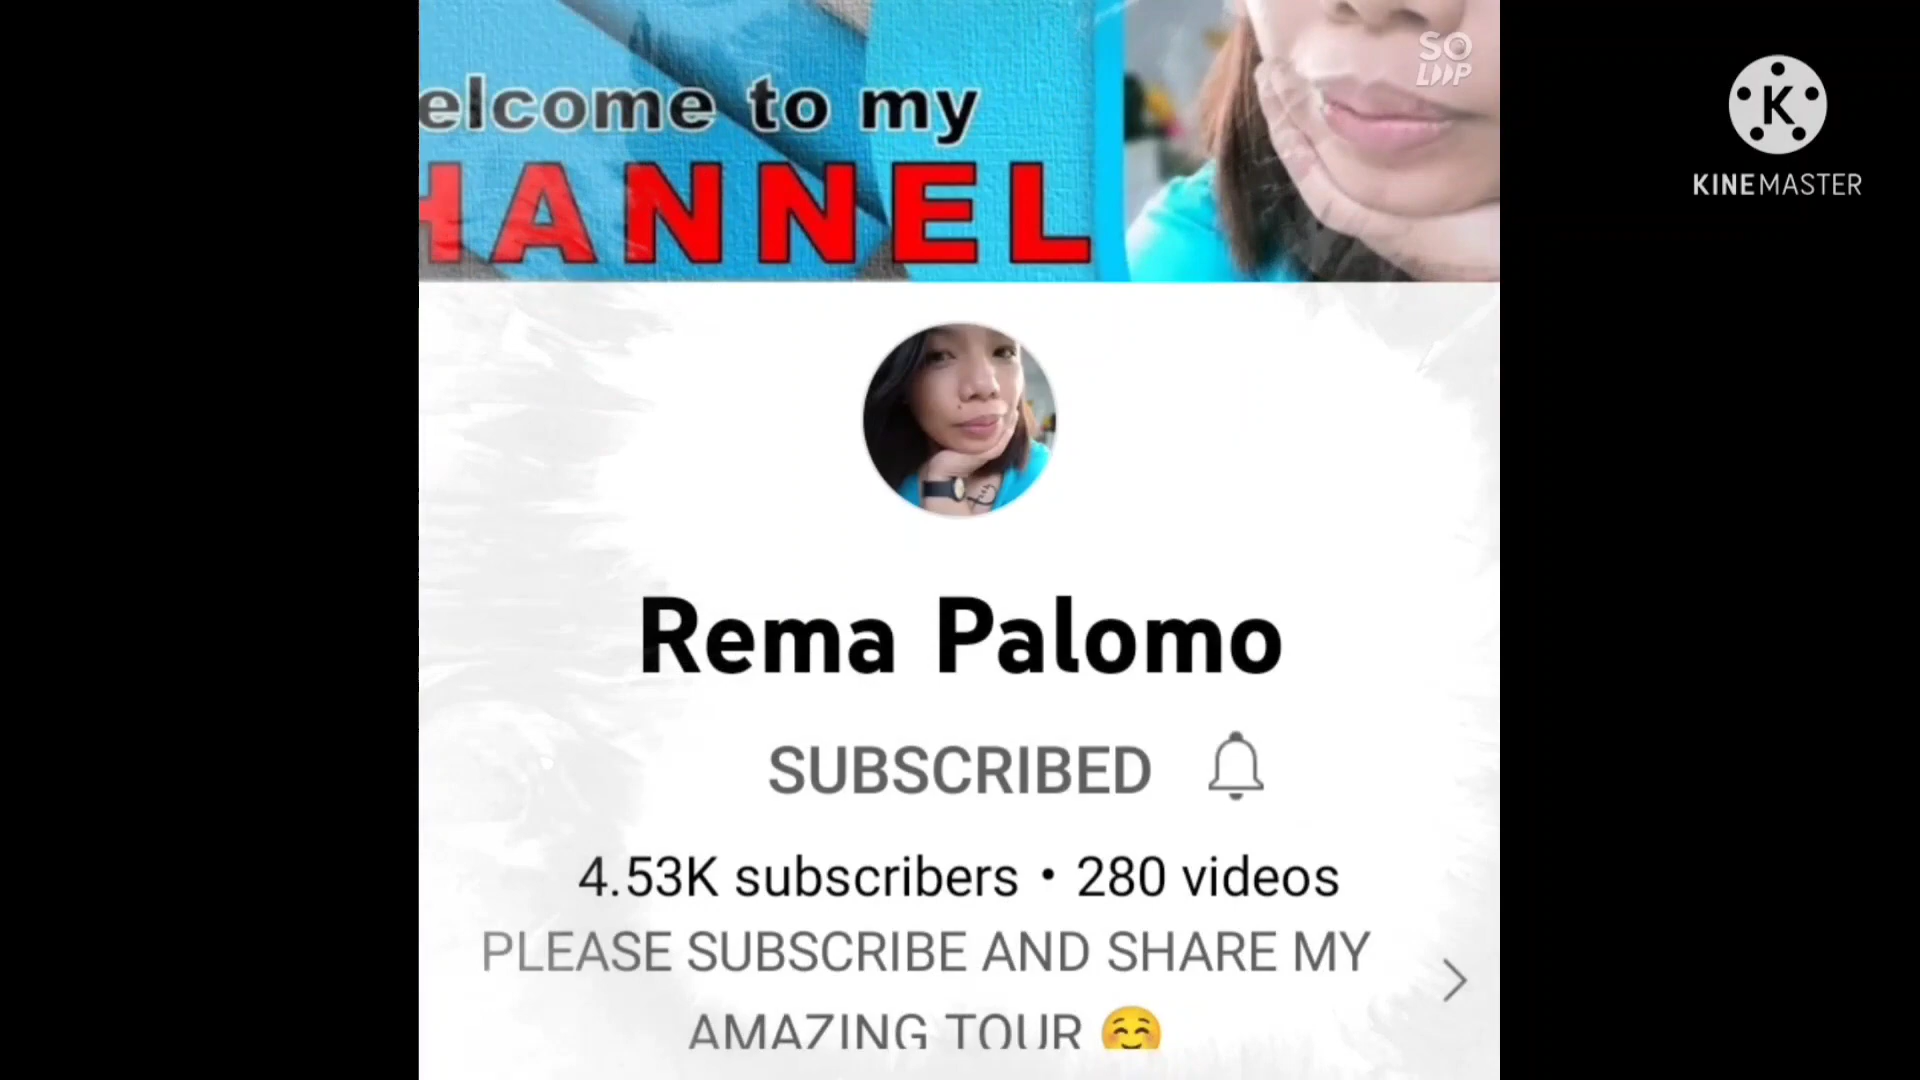 elcome to my
HANNEL
SO
LOOP
KINEMASTER
Rema Palomo
SUBSCRIBED
4.53K subscribers • 280 videos
PLEASE SUBSCRIBE AND SHARE MY
AMAZING TOUR ☺️